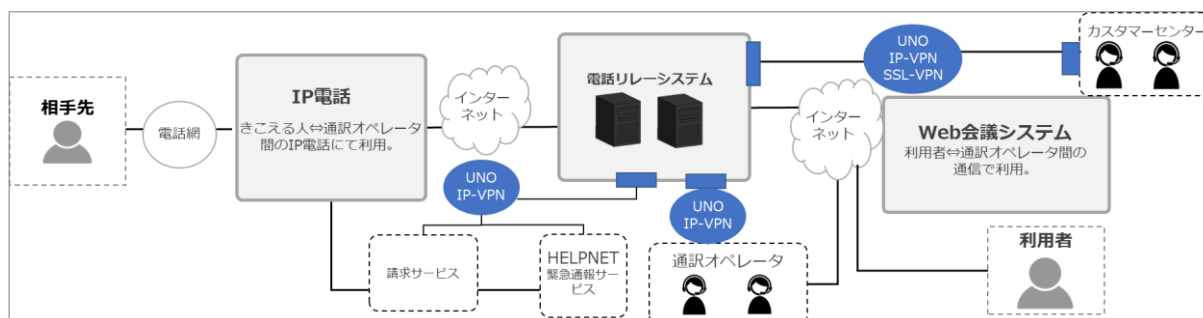 相手先
電話網
IP電話
きこえる人⇔通訳オペレータ
間のIP電話にて利用。
インター
ネット
UNO
IP-VPN
請求サービス
HELPNET
緊急通報サー
ビス
電話リレーシステム
UNO
IP-VPN
通訳オペレータ
UNO
IP-VPN
SSL-VPN
カスタマーセンター
インター
ネット
Web会議システム
利用者⇔通訳オペレータ間の
通信で利用。
利用者